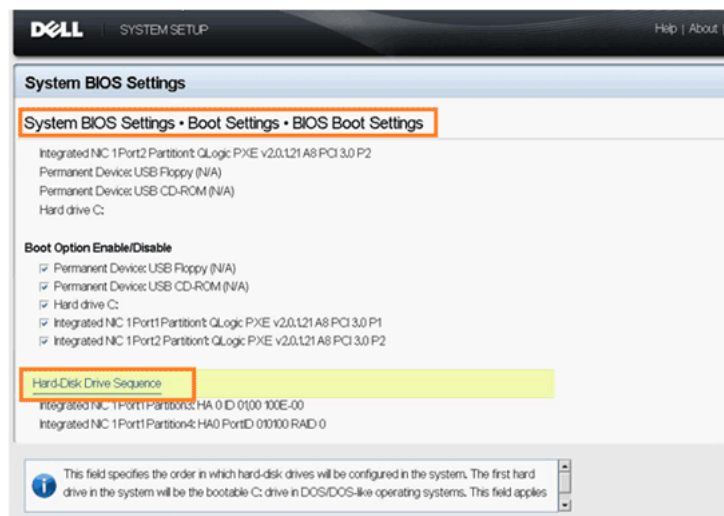 DELL
SYSTEM SETUP
Help | About |
System BIOS Settings
System BIOS Settings • Boot Settings • BIOS Boot Settings
Integrated NIC 1 Port2 Partition1: QLogic PXE v2.0.1.21 A8 PCI 3.0 P2
Permanent Device: USB Floppy (N/A)
Permanent Device: USB CD-ROM (N/A)
Hard drive C:
Boot Option Enable/Disable
Permanent Device: USB Floppy (N/A)
Permanent Device: USB CD-ROM (N/A)
Hard drive C:
Integrated NIC 1 Port1 Partition1: QLogic PXE v2.0.1.21 A8 PCI 3.0 P1
Integrated NIC 1 Port2 Partition1: QLogic PXE v2.0.1.21 A8 PCI 3.0 P2
Hard-Disk Drive Sequence
Integrated NIC 1 Port1 Partition3: HA 0 ID 01,00 100E-00
Integrated NIC 1 Port1 Partition4: HA0 PortID 010100 RAID 0
This field specifies the order in which hard-disk drives will be configured in the system. The first hard
drive in the system will be the bootable C: drive in DOS/DOS-like operating systems. This field applies